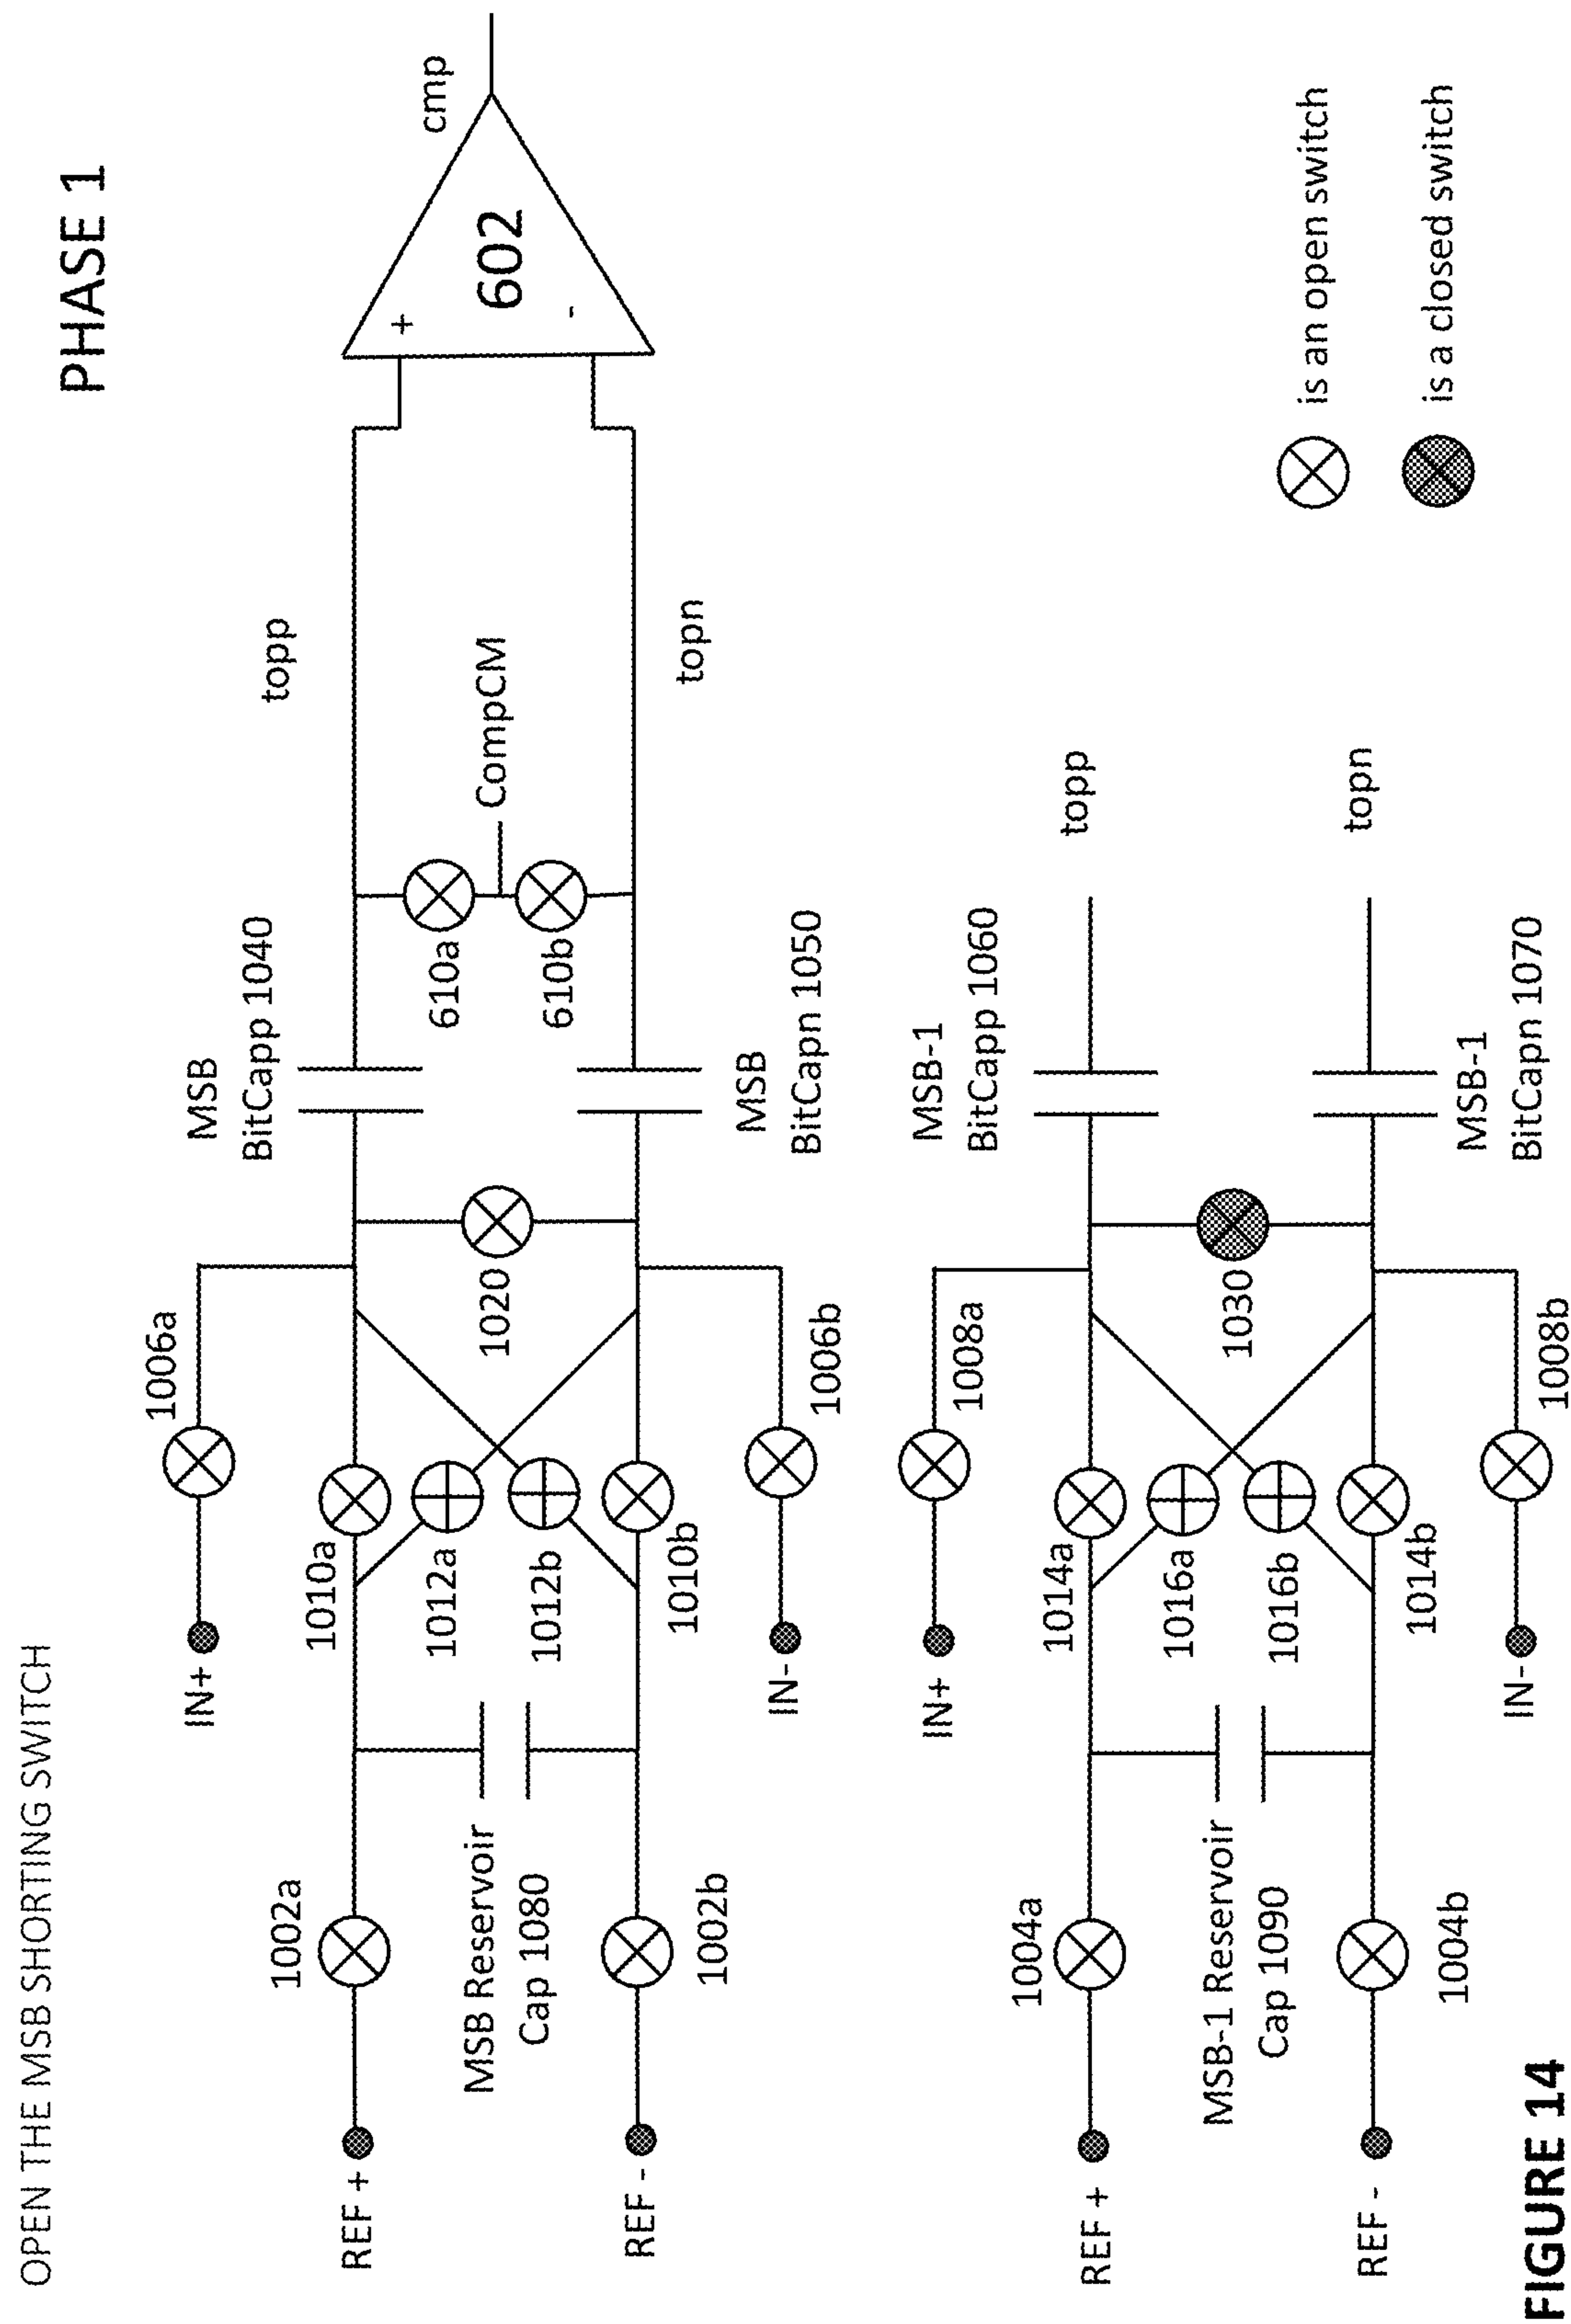 OPEN THE MSB SHORTING SWITCH
PHASE 1
IN+
1006a
REF +
1002a
1010a
MSB
BitCapp 1040
topp
cmp
MSB Reservoir
Cap 1080
1012a
1012b
1020
610a
610b
CompCM
+
602
-
REF -
1002b
1010b
MSB
BitCapn 1050
topn
IN-
1006b
IN+
1008a
REF +
1004a
1014a
MSB-1
BitCapp 1060
topp
MSB-1 Reservoir
Cap 1090
1016a
1016b
1030
REF -
1004b
1014b
MSB-1
BitCapn 1070
topn
IN-
1008b
is an open switch
is a closed switch
FIGURE 14